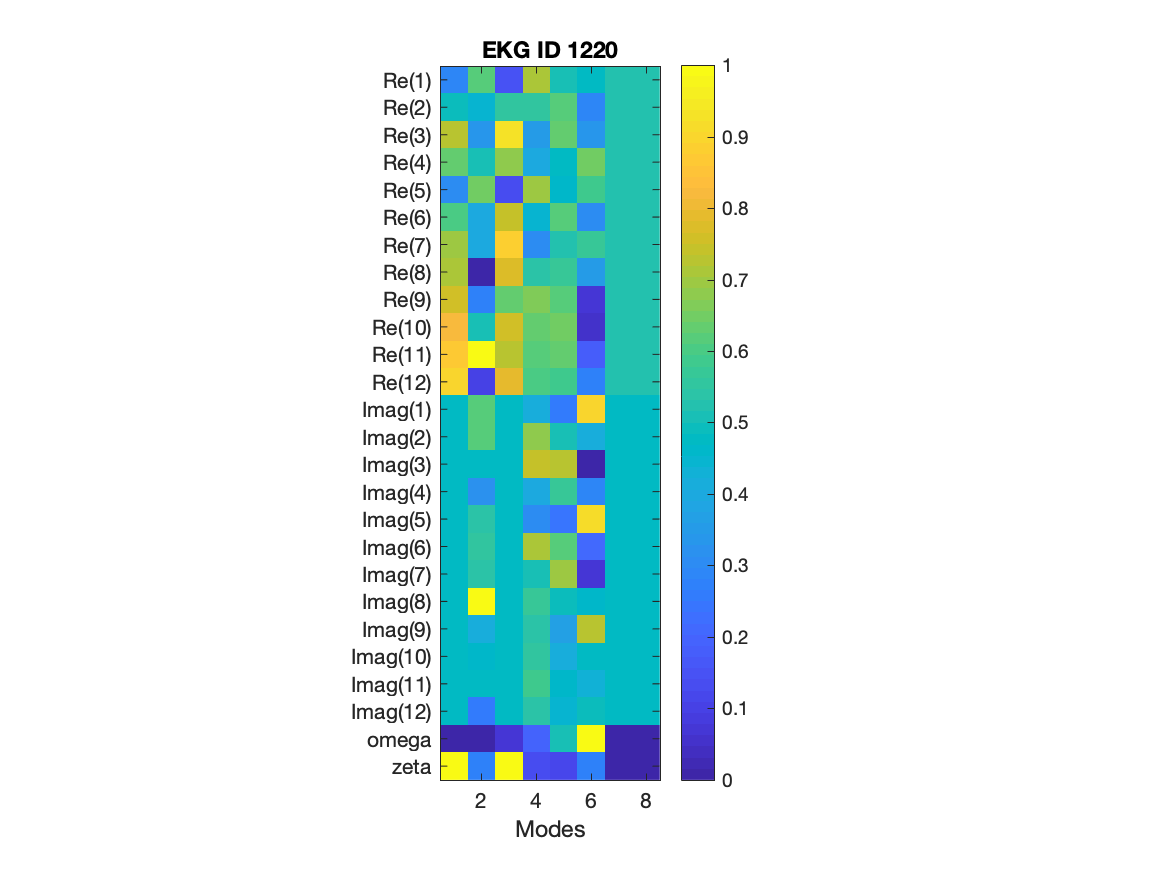 EKG ID 1220
Re(1)
Re(2)
Re(3)
Re(4)
Re(5)
Re(6)
Re(7)
Re(8)
Re(9)
Re(10)
Re(11)
Re(12)
Imag(1)
Imag(2)
Imag(3)
Imag(4)
Imag(5)
Imag(6)
Imag(7)
Imag(8)
Imag(9)
Imag(10)
Imag(11)
Imag(12)
omega
zeta
2 4 6 8
Modes
1
0.9
0.8
0.7
0.6
0.5
0.4
0.3
0.2
0.1
0